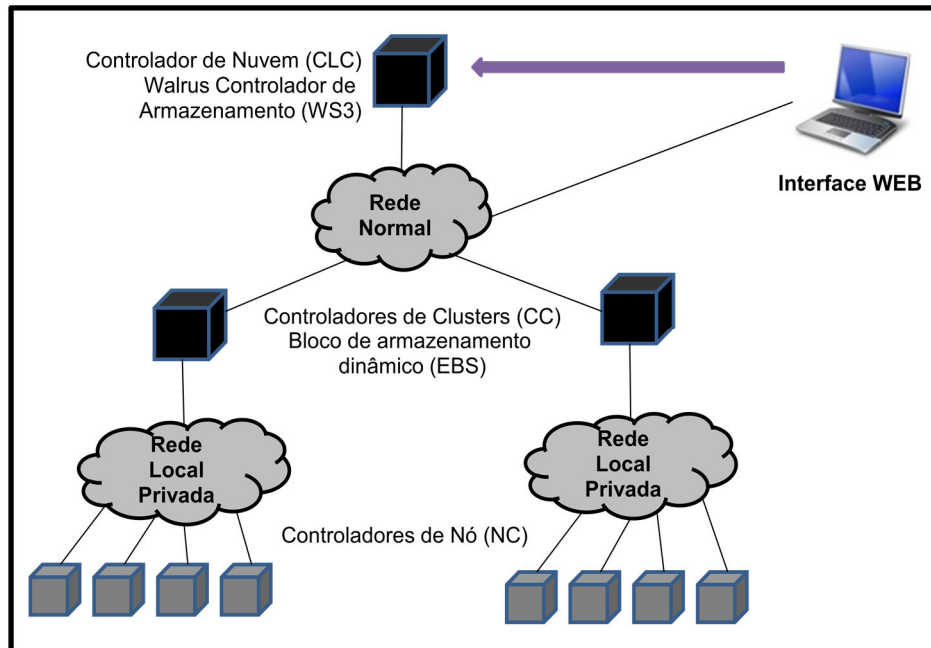 Controlador de Nuvem (CLC)
Walrus Controlador de
Armazenamento (WS3)
Interface WEB
Rede
Normal
Controladores de Clusters (CC)
Bloco de armazenamento
dinâmico (EBS)
Rede
Local
Privada
Rede
Local
Privada
Controladores de Nó (NC)